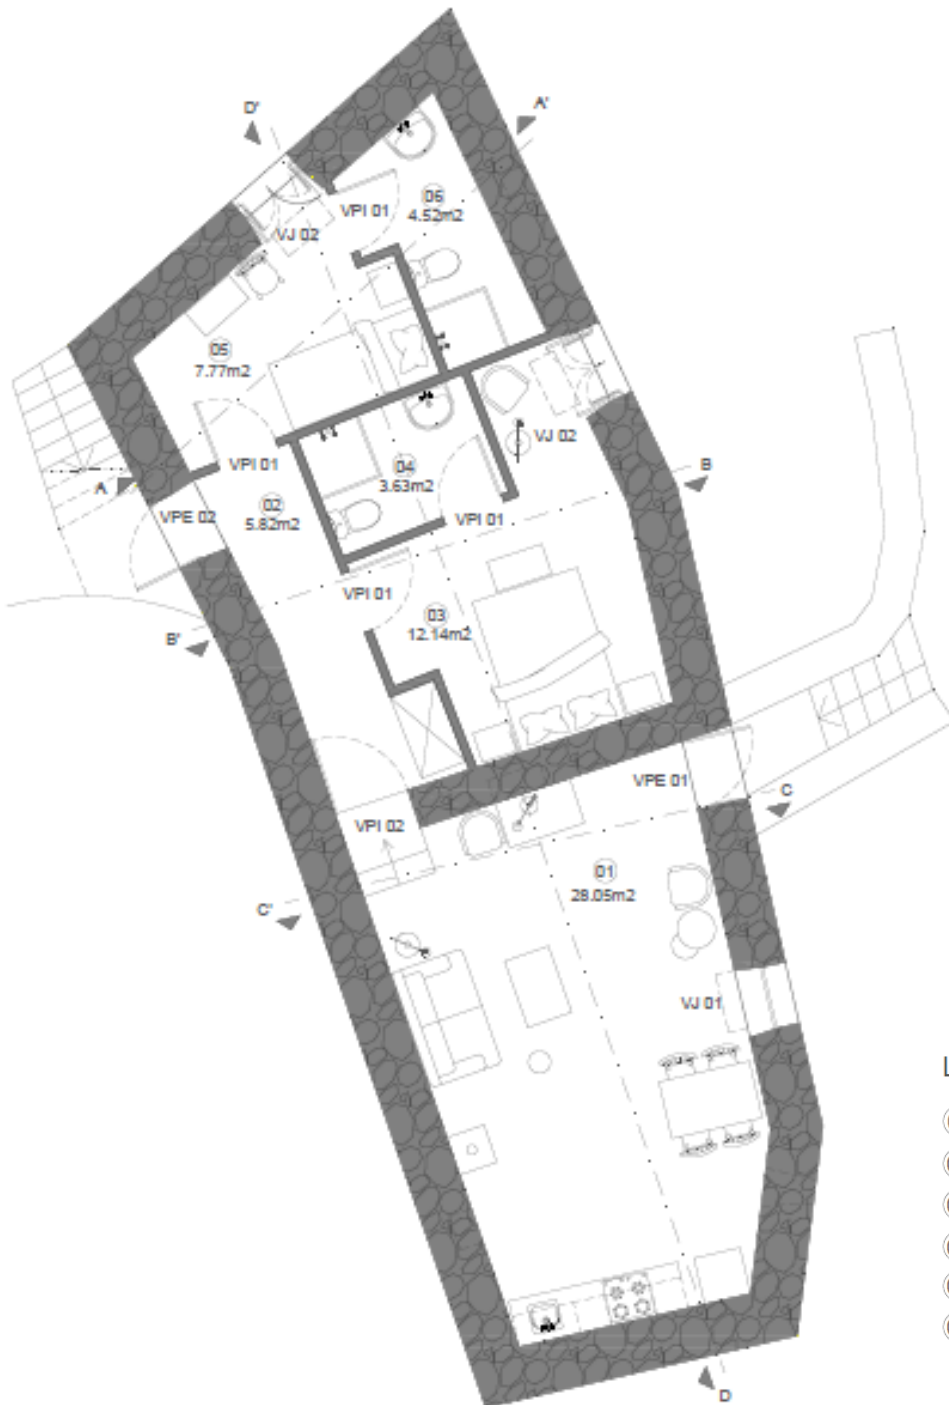 D'
A'
06
4.52m2
VPI 01
VJ 02
05
7.77m2
VJ 02
VPI 01
04
3.63m2
A
B
VPE 02
02
5.82m2
VPI 01
VPI 01
03
12.14m2
B'
VPE 01
C
VPI 02
01
28.05m2
C'
VJ 01
L
D